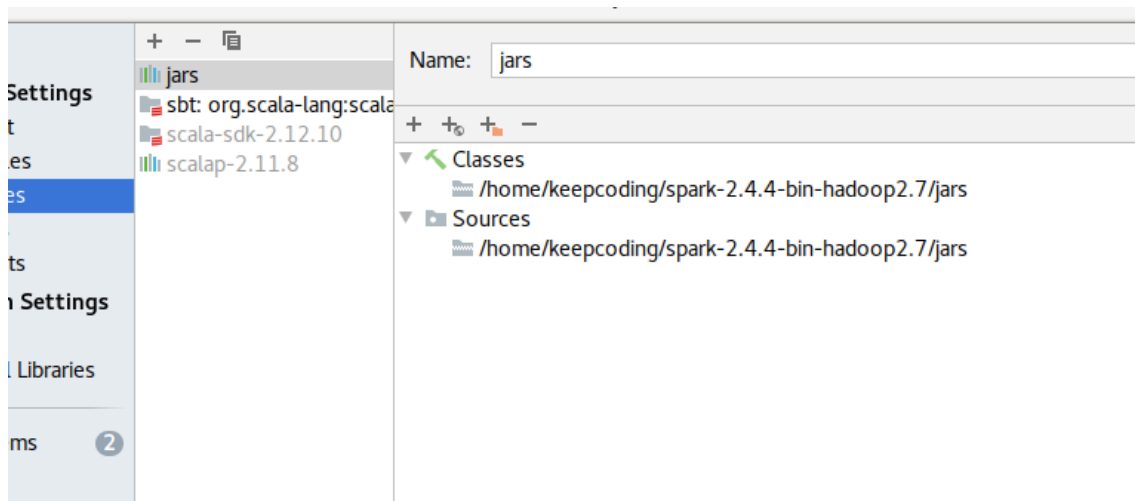 Settings
t
es
es
ts
n Settings
l Libraries
ms 2
jars
sbt: org.scala-lang:scala
scala-sdk-2.12.10
scalap-2.11.8
Name: jars
Classes
/home/keepcoding/spark-2.4.4-bin-hadoop2.7/jars
Sources
/home/keepcoding/spark-2.4.4-bin-hadoop2.7/jars